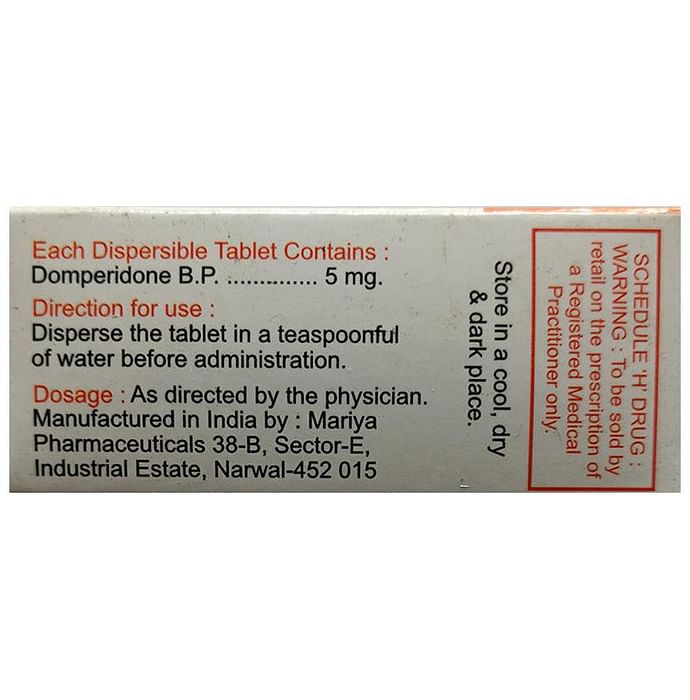 Each Dispersible Tablet Contains :
Domperidone B.P. .............. 5 mg.
Direction for use :
Disperse the tablet in a teaspoonful
of water before administration.
Dosage : As directed by the physician.
Manufactured in India by : Mariya
Pharmaceuticals 38-B, Sector-E,
Industrial Estate, Narwal-452 015
Store in a cool, dry
& dark place.
SCHEDULE 'H' DRUG :
WARNING : To be sold by
retail on the prescription of
a Registered Medical
Practitioner only.